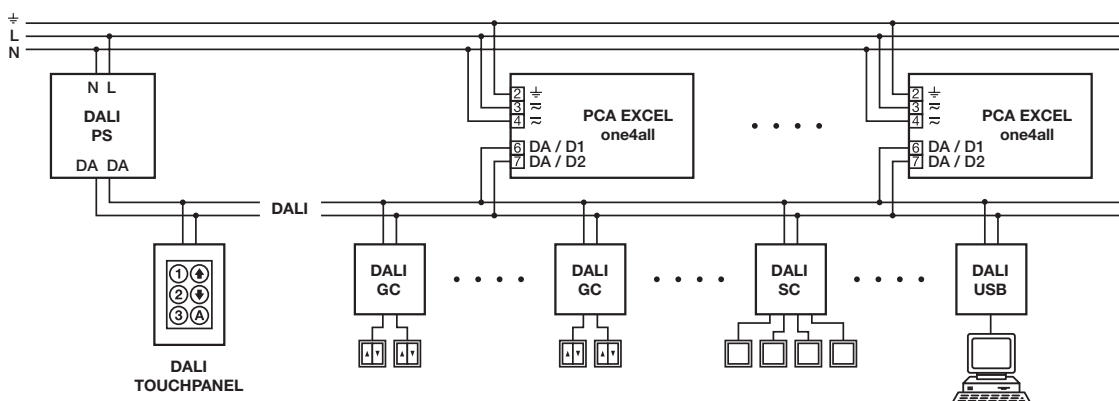 ⏚
L
N
N L
DALI
PS
DA DA
2 ⏚
3
4
PCA EXCEL
one4all
6 DA / D1
7 DA / D2
2 ⏚
3
4
PCA EXCEL
one4all
6 DA / D1
7 DA / D2
DALI
1
2
3 A
DALI
TOUCHPANEL
DALI
GC
DALI
GC
DALI
SC
DALI
USB